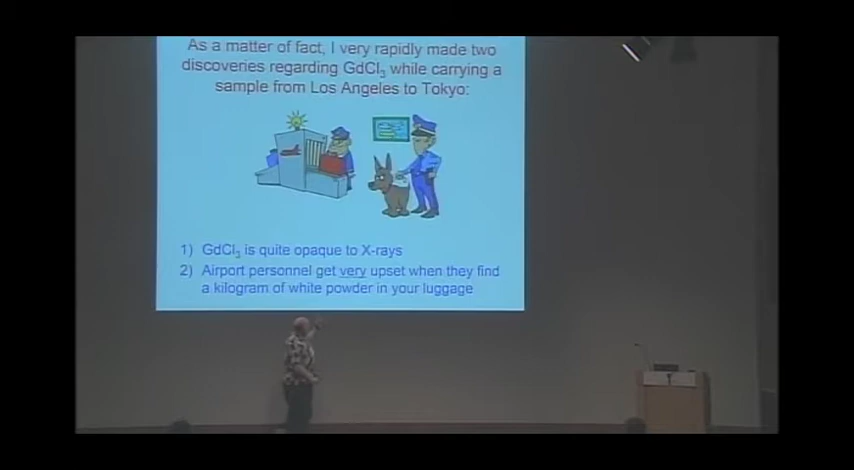 As a matter of fact, I very rapidly made two
discoveries regarding GdCl₃ while carrying a
sample from Los Angeles to Tokyo:
1) GdCl₃ is quite opaque to X-rays
2) Airport personnel get very upset when they find
a kilogram of white powder in your luggage